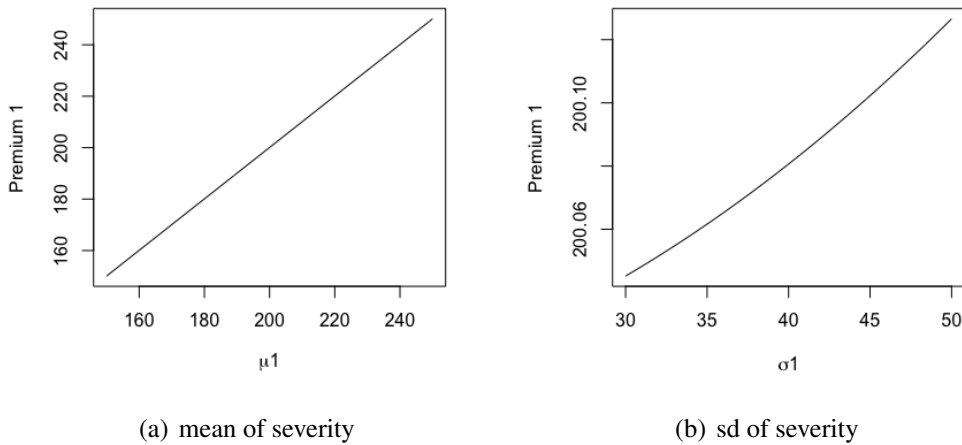 Premium 1
240
220
200
180
160
160 180 200 220 240
μ1
(a) mean of severity
Premium 1
200.10
200.06
30 35 40 45 50
σ1
(b) sd of severity